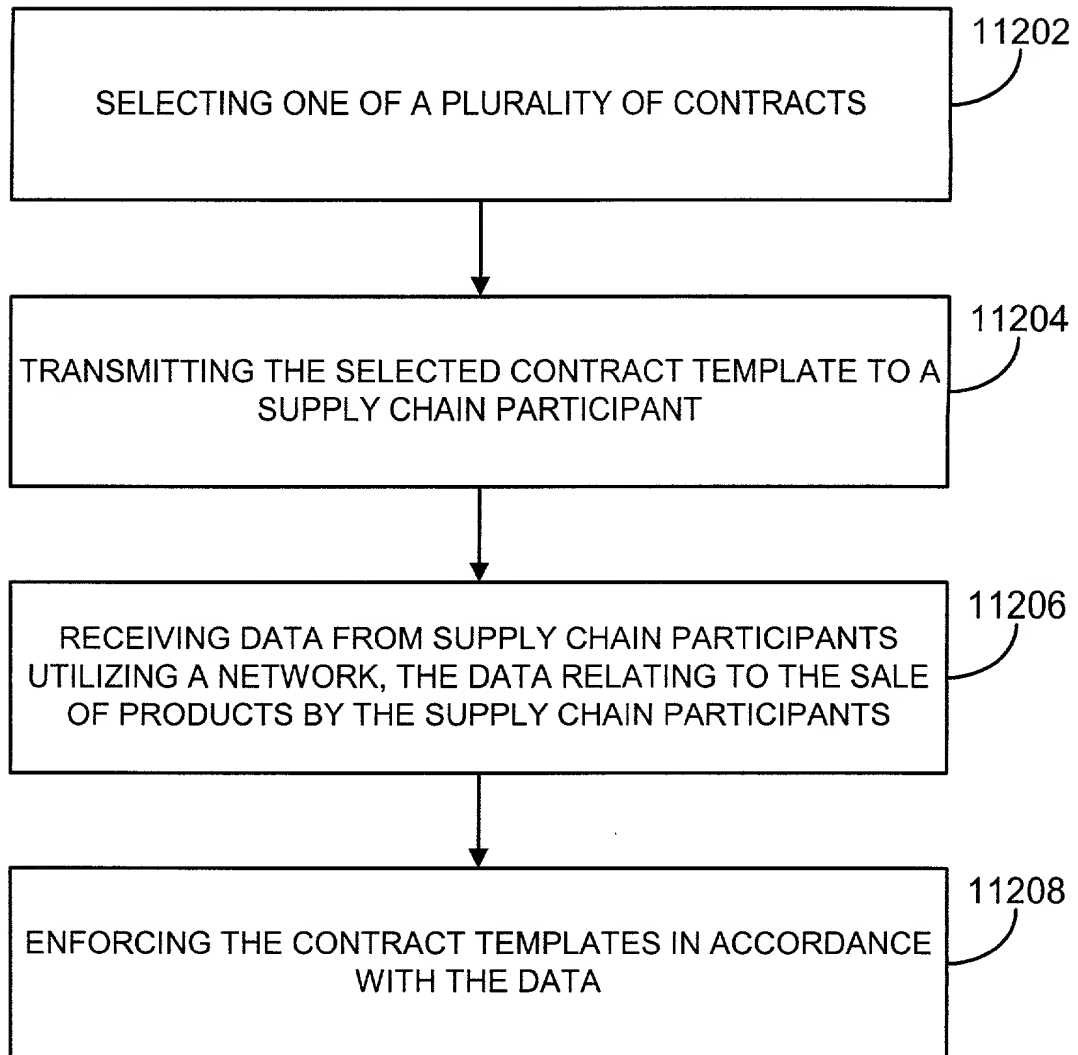 11202
SELECTING ONE OF A PLURALITY OF CONTRACTS
11204
TRANSMITTING THE SELECTED CONTRACT TEMPLATE TO A
SUPPLY CHAIN PARTICIPANT
11206
RECEIVING DATA FROM SUPPLY CHAIN PARTICIPANTS
UTILIZING A NETWORK, THE DATA RELATING TO THE SALE
OF PRODUCTS BY THE SUPPLY CHAIN PARTICIPANTS
11208
ENFORCING THE CONTRACT TEMPLATES IN ACCORDANCE
WITH THE DATA